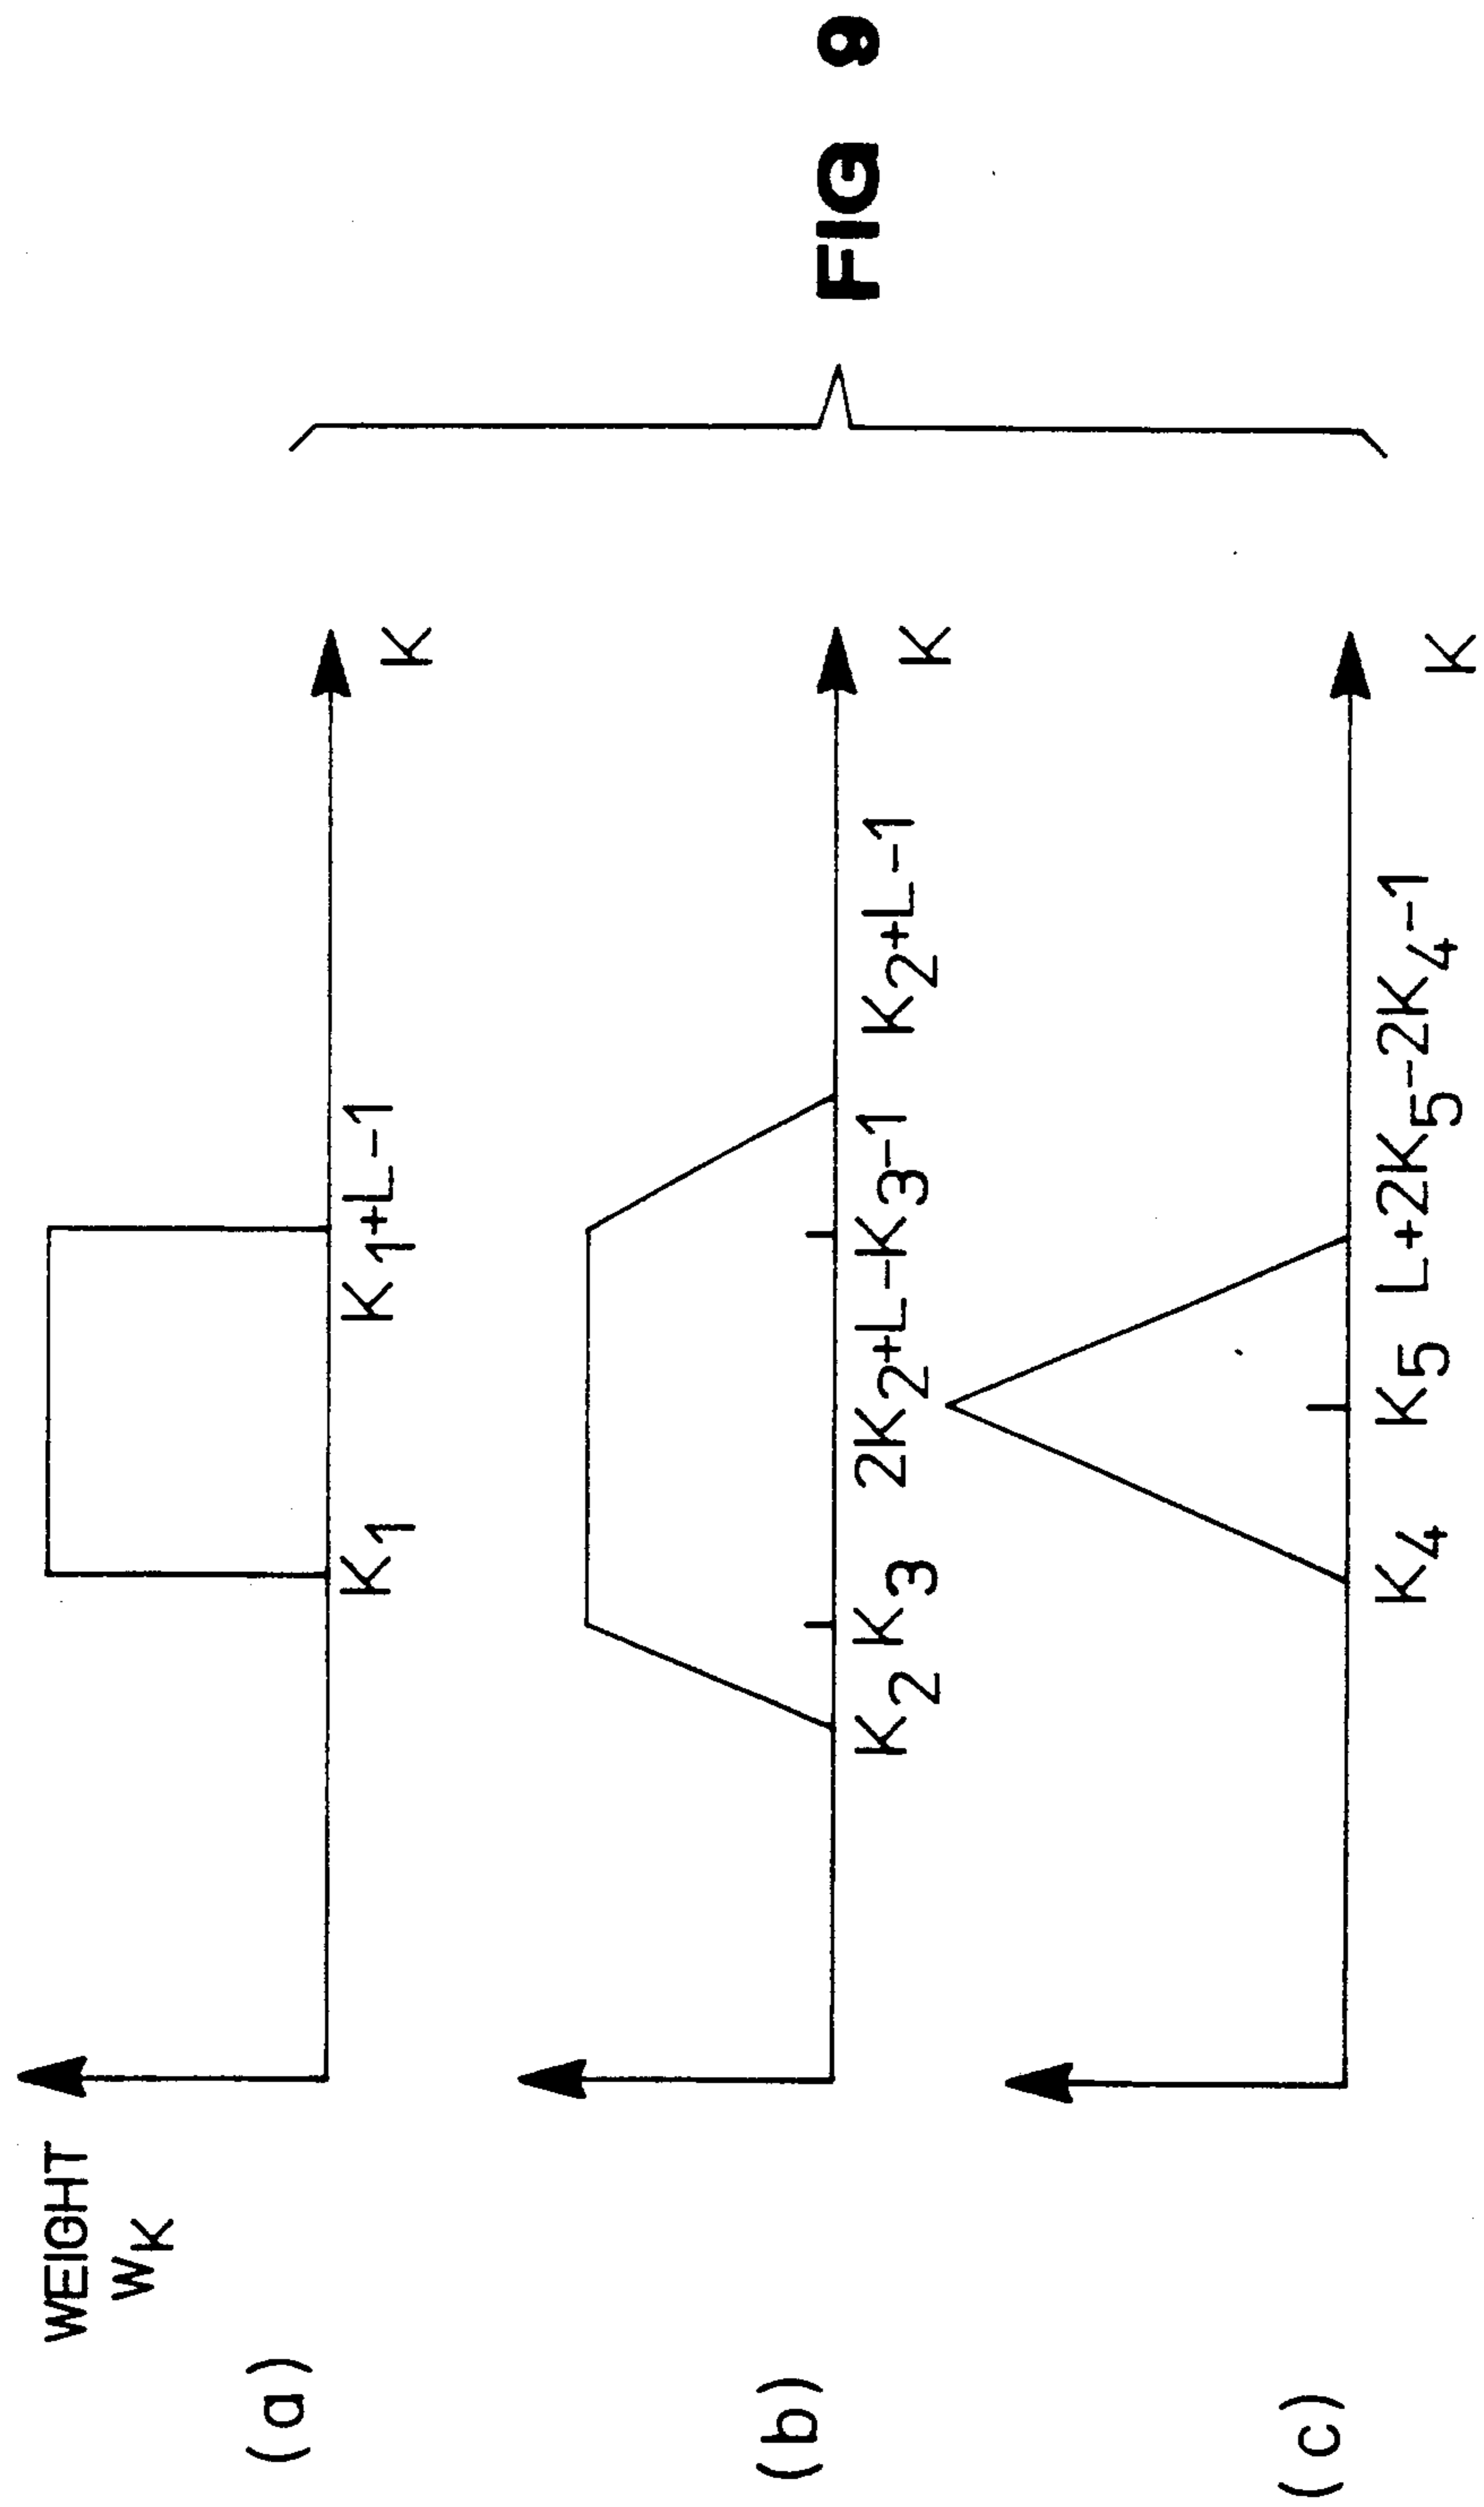 WEIGHT
W_K
(a)
K_1
K_1+L-1
K
(b)
K_2
K_3
2K_2+L-K_3-1
K_2+L-1
K
(c)
K_4
K_5
L+2K_5-2K_4-1
K
FIG 9